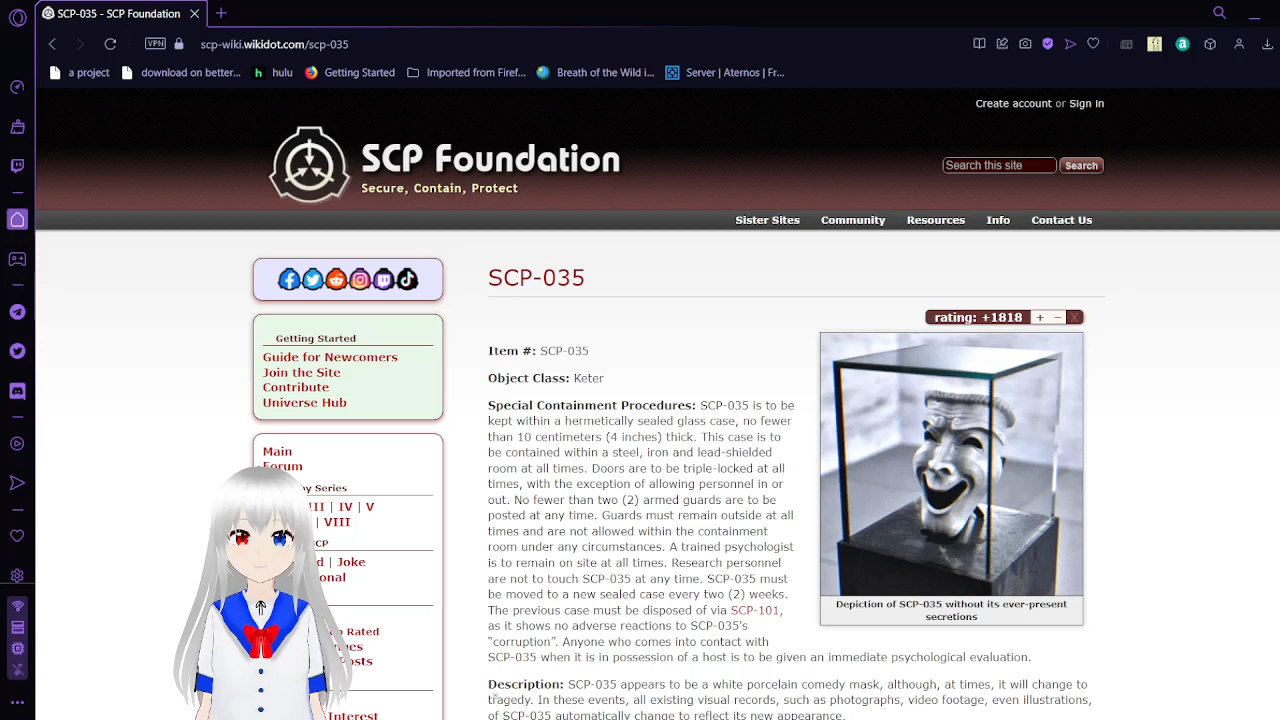 SCP-035 - SCP Foundation
VPN
scp-wiki.wikidot.com/scp-035
a project
download on better...
hulu
Getting Started
Imported from Firef...
Breath of the Wild i...
Server | Aternos | Fr...
Create account or Sign in
SCP Foundation
Secure, Contain, Protect
Search this site
Search
Sister Sites
Community
Resources
Info
Contact Us
Getting Started
Guide for Newcomers
Join the Site
Contribute
Universe Hub
Main
Forum
by Series
III | IV | V
| VIII
SCP
| Joke
Interest
SCP-035
rating: +1818 + − X
Item #: SCP-035
Object Class: Keter
Special Containment Procedures: SCP-035 is to be
kept within a hermetically sealed glass case, no fewer
than 10 centimeters (4 inches) thick. This case is to
be contained within a steel, iron and lead-shielded
room at all times. Doors are to be triple-locked at all
times, with the exception of allowing personnel in or
out. No fewer than two (2) armed guards are to be
posted at any time. Guards must remain outside at all
times and are not allowed within the containment
room under any circumstances. A trained psychologist
is to remain on site at all times. Research personnel
are not to touch SCP-035 at any time. SCP-035 must
be moved to a new sealed case every two (2) weeks.
The previous case must be disposed of via SCP-101,
as it shows no adverse reactions to SCP-035's
“corruption”. Anyone who comes into contact with
SCP-035 when it is in possession of a host is to be given an immediate psychological evaluation.
Depiction of SCP-035 without its ever-present
secretions
Description: SCP-035 appears to be a white porcelain comedy mask, although, at times, it will change to
tragedy. In these events, all existing visual records, such as photographs, video footage, even illustrations,
of SCP-035 automatically change to reflect its new appearance.